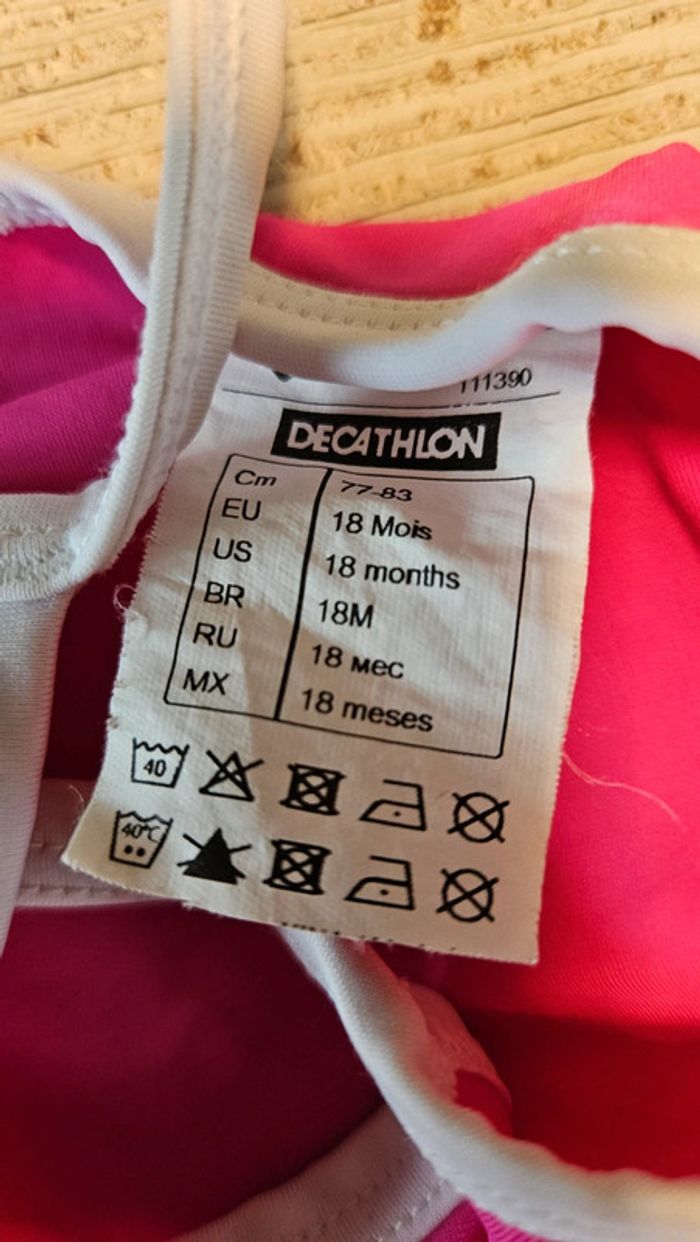 111390
DECATHLON
Cm 77-83
EU 18 Mois
US 18 months
BR 18M
RU 18 мес
MX 18 meses
40
40°C